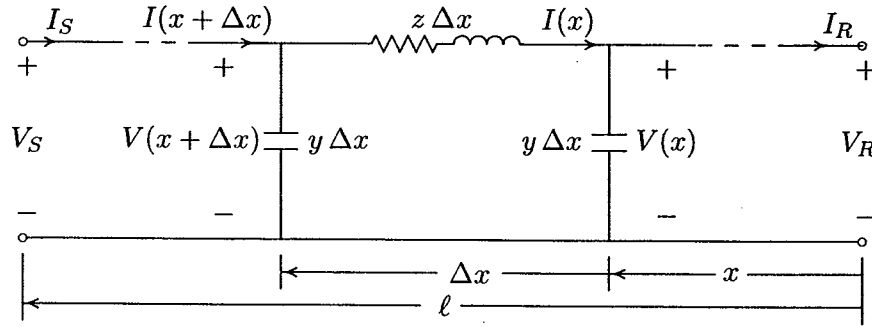 I_S I(x + Δx) z Δx I(x) I_R
+ + + +
V_S V(x + Δx) y Δx y Δx V(x) V_R
− − − −
Δx x
ℓ